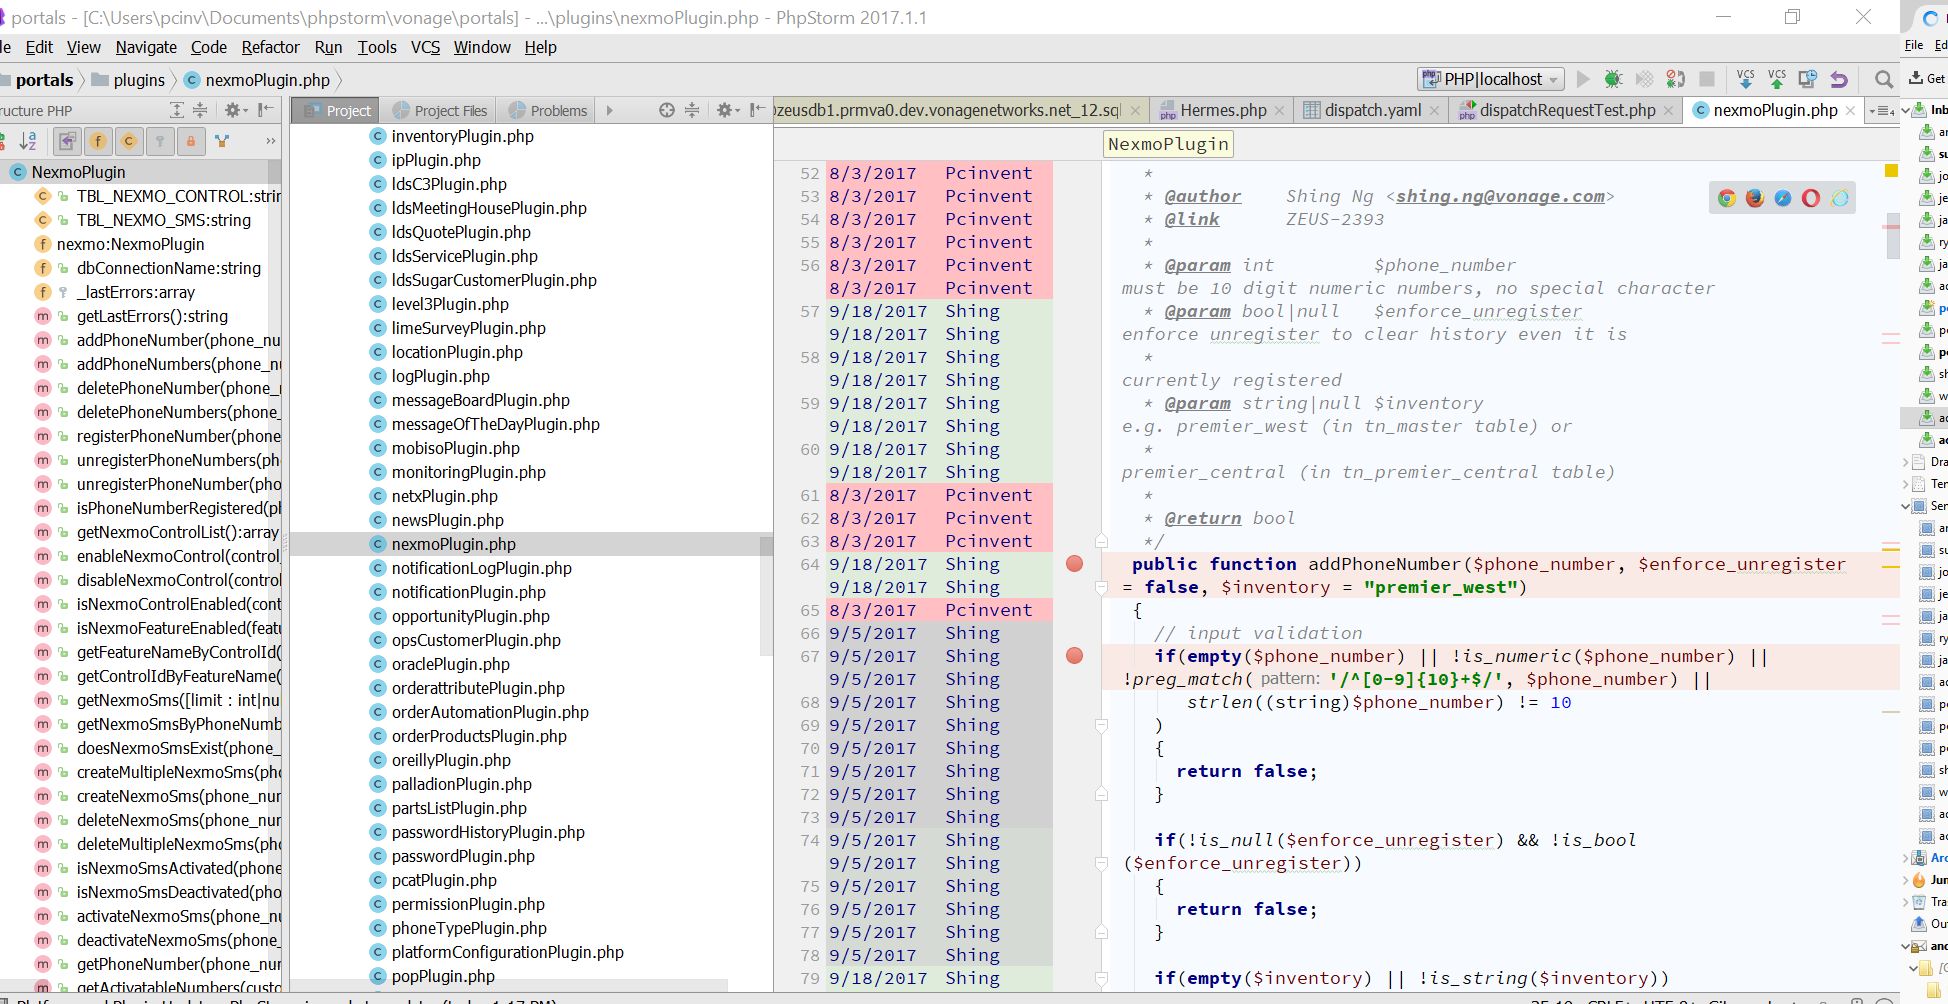 portals - [C:\Users\pcinv\Documents\phpstorm\vonage\portals] - ...\plugins\nexmoPlugin.php - PhpStorm 2017.1.1
Edit View Navigate Code Refactor Run Tools VCS Window Help
portals plugins nexmoPlugin.php
PHP|localhost
VCS VCS
File
Get
ructure PHP
Project Project Files Problems
zeusdb1.prmva0.dev.vonagenetworks.net_12.sql Hermes.php dispatch.yaml dispatchRequestTest.php nexmoPlugin.php
NexmoPlugin
TBL_NEXMO_CONTROL:strin
TBL_NEXMO_SMS:string
nexmo:NexmoPlugin
dbConnectionName:string
_lastErrors:array
getLastErrors():string
addPhoneNumber(phone_nu
addPhoneNumbers(phone_n
deletePhoneNumber(phone_
deletePhoneNumbers(phone_
registerPhoneNumber(phone
unregisterPhoneNumbers(ph
unregisterPhoneNumber(pho
isPhoneNumberRegistered(ph
getNexmoControlList():array
enableNexmoControl(control_
disableNexmoControl(control
isNexmoControlEnabled(cont
isNexmoFeatureEnabled(featu
getFeatureNameByControlId(
getControlIdByFeatureName(
getNexmoSms([limit : int|nu
getNexmoSmsByPhoneNumb
doesNexmoSmsExist(phone_
createMultipleNexmoSms(pho
createNexmoSms(phone_num
deleteNexmoSms(phone_num
deleteMultipleNexmoSms(pho
isNexmoSmsActivated(phone
isNexmoSmsDeactivated(pho
activateNexmoSms(phone_nu
deactivateNexmoSms(phone_
getPhoneNumber(phone_nur
getActivatableNumbers(custo
inventoryPlugin.php
ipPlugin.php
ldsC3Plugin.php
ldsMeetingHousePlugin.php
ldsQuotePlugin.php
ldsServicePlugin.php
ldsSugarCustomerPlugin.php
level3Plugin.php
limeSurveyPlugin.php
locationPlugin.php
logPlugin.php
messageBoardPlugin.php
messageOfTheDayPlugin.php
mobisoPlugin.php
monitoringPlugin.php
netxPlugin.php
newsPlugin.php
nexmoPlugin.php
notificationLogPlugin.php
notificationPlugin.php
opportunityPlugin.php
opsCustomerPlugin.php
oraclePlugin.php
orderattributePlugin.php
orderAutomationPlugin.php
orderProductsPlugin.php
oreillyPlugin.php
palladionPlugin.php
partsListPlugin.php
passwordHistoryPlugin.php
passwordPlugin.php
pcatPlugin.php
permissionPlugin.php
phoneTypePlugin.php
platformConfigurationPlugin.php
popPlugin.php
NexmoPlugin
52 8/3/2017 Pcinvent *
53 8/3/2017 Pcinvent * @author Shing Ng <shing.ng@vonage.com>
54 8/3/2017 Pcinvent * @link ZEUS-2393
55 8/3/2017 Pcinvent *
56 8/3/2017 Pcinvent * @param int $phone_number
8/3/2017 Pcinvent must be 10 digit numeric numbers, no special character
57 9/18/2017 Shing * @param bool|null $enforce_unregister
9/18/2017 Shing enforce unregister to clear history even it is
58 9/18/2017 Shing *
9/18/2017 Shing currently registered
59 9/18/2017 Shing * @param string|null $inventory
9/18/2017 Shing e.g. premier_west (in tn_master table) or
60 9/18/2017 Shing *
9/18/2017 Shing premier_central (in tn_premier_central table)
61 8/3/2017 Pcinvent *
62 8/3/2017 Pcinvent * @return bool
63 8/3/2017 Pcinvent */
64 9/18/2017 Shing public function addPhoneNumber($phone_number, $enforce_unregister
9/18/2017 Shing = false, $inventory = "premier_west")
65 8/3/2017 Pcinvent {
66 9/5/2017 Shing // input validation
67 9/5/2017 Shing if(empty($phone_number) || !is_numeric($phone_number) ||
9/5/2017 Shing !preg_match( pattern: '/^[0-9]{10}+$/', $phone_number) ||
68 9/5/2017 Shing strlen((string)$phone_number) != 10
69 9/5/2017 Shing )
70 9/5/2017 Shing {
71 9/5/2017 Shing return false;
72 9/5/2017 Shing }
73 9/5/2017 Shing
74 9/5/2017 Shing if(!is_null($enforce_unregister) && !is_bool
9/5/2017 Shing ($enforce_unregister))
75 9/5/2017 Shing {
76 9/5/2017 Shing return false;
77 9/5/2017 Shing }
78 9/5/2017 Shing
79 9/18/2017 Shing if(empty($inventory) || !is_string($inventory))